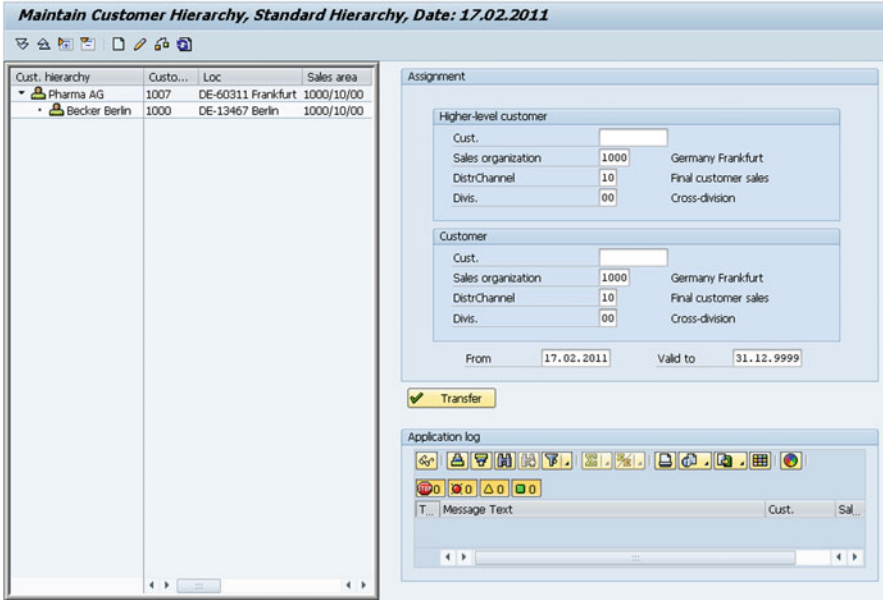 Maintain Customer Hierarchy, Standard Hierarchy, Date: 17.02.2011
Cust. hierarchy Custo... Loc Sales area
Pharma AG 1007 DE-60311 Frankfurt 1000/10/00
Becker Berlin 1000 DE-13467 Berlin 1000/10/00
Assignment
Higher-level customer
Cust.
Sales organization 1000 Germany Frankfurt
DistrChannel 10 Final customer sales
Divis. 00 Cross-division
Customer
Cust.
Sales organization 1000 Germany Frankfurt
DistrChannel 10 Final customer sales
Divis. 00 Cross-division
From 17.02.2011 Valid to 31.12.9999
Transfer
Application log
0 0 0 0
T... Message Text Cust. Sal...